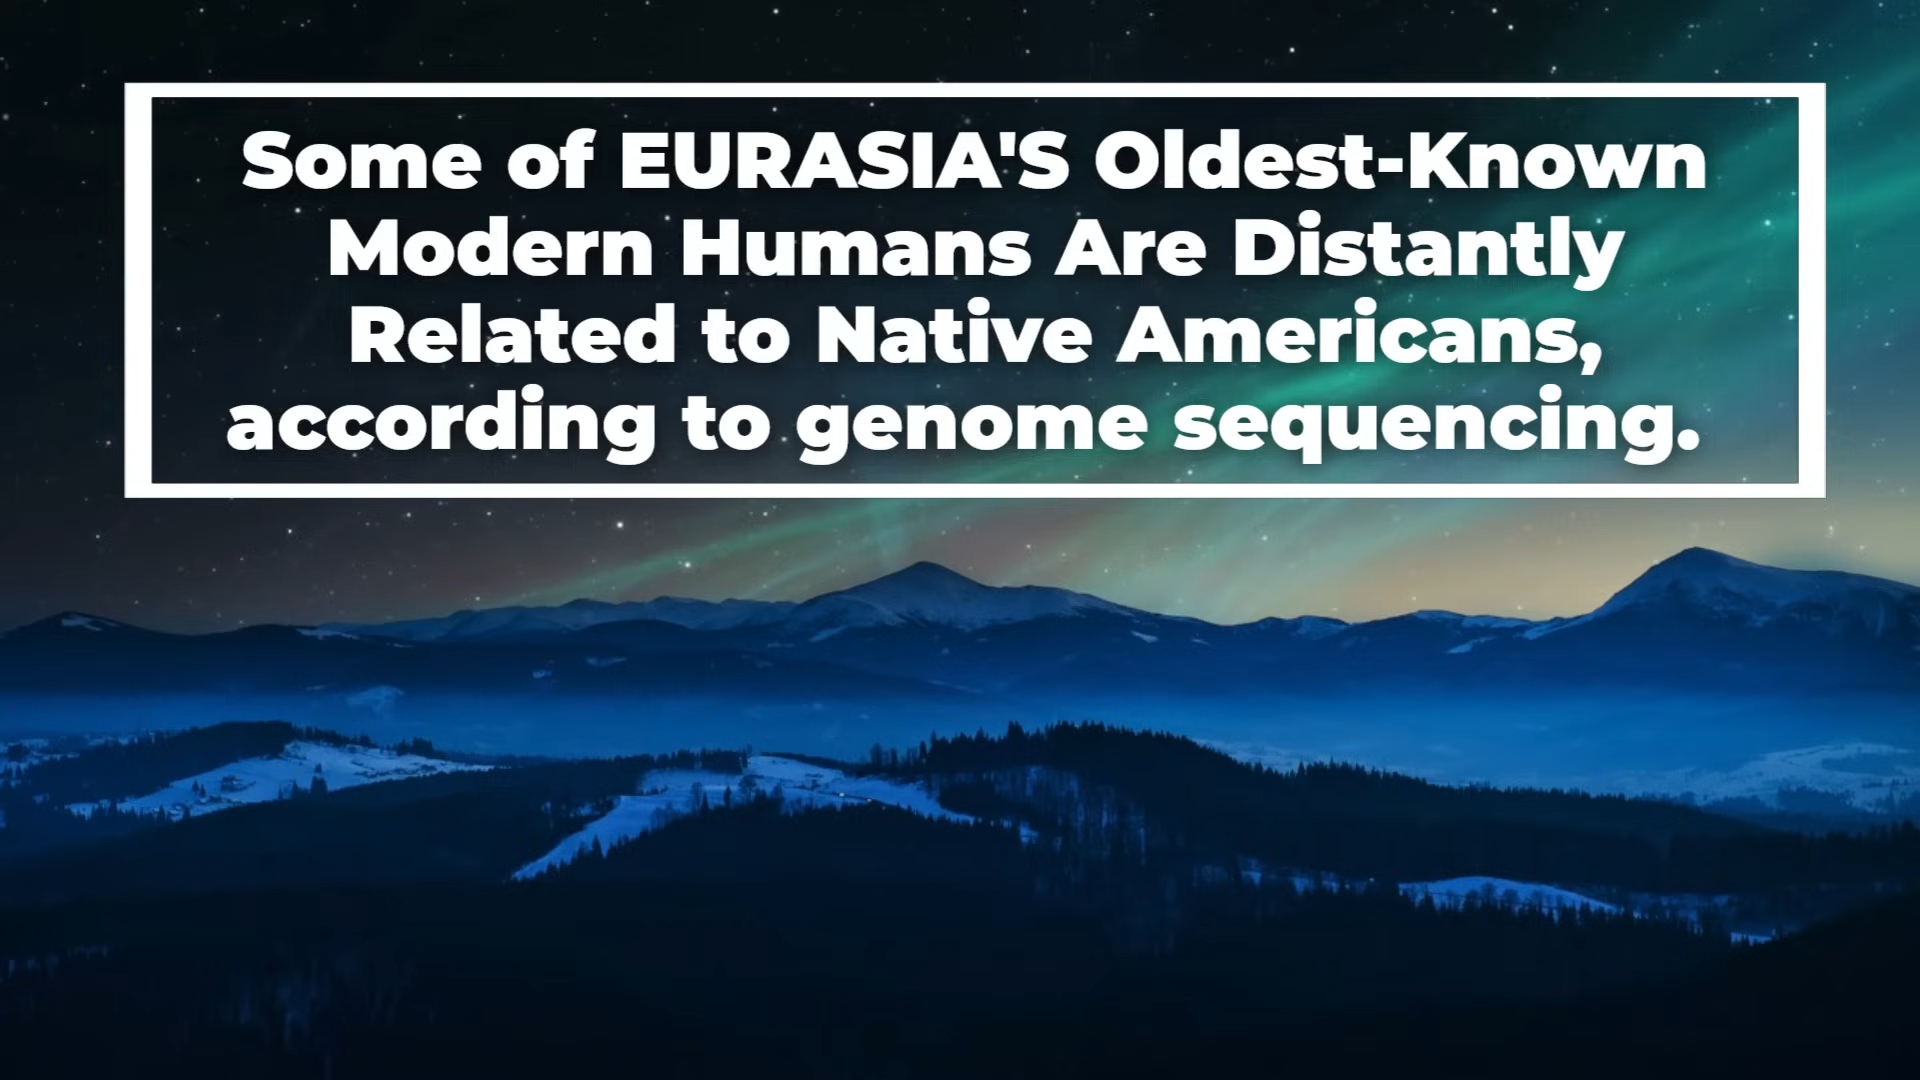 Some of EURASIA'S Oldest-Known
Modern Humans Are Distantly
Related to Native Americans,
according to genome sequencing.